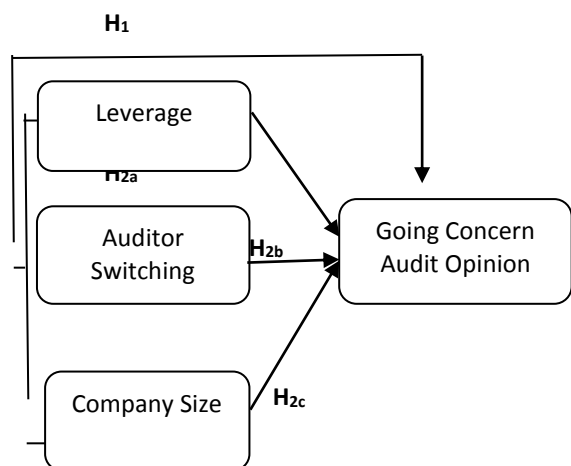 H1
Leverage
H2a
Auditor
Switching
H2b
Going Concern
Audit Opinion
Company Size
H2c